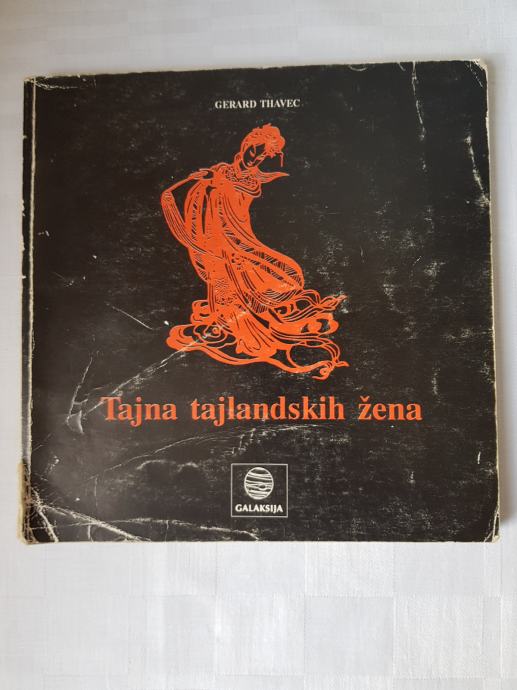 GERARD THAVEC
Tajna tajlandskih žena
GALAKSIJA